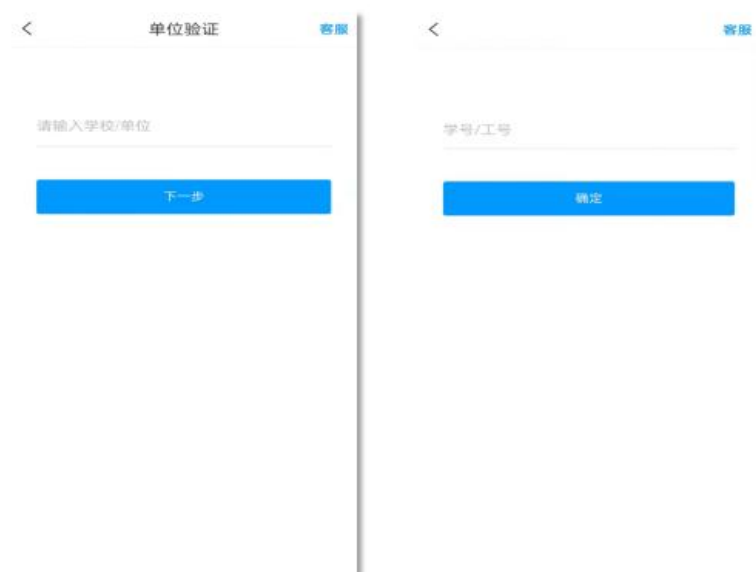 单位验证
客服
请输入学校/单位
下一步
客服
学号/工号
确定